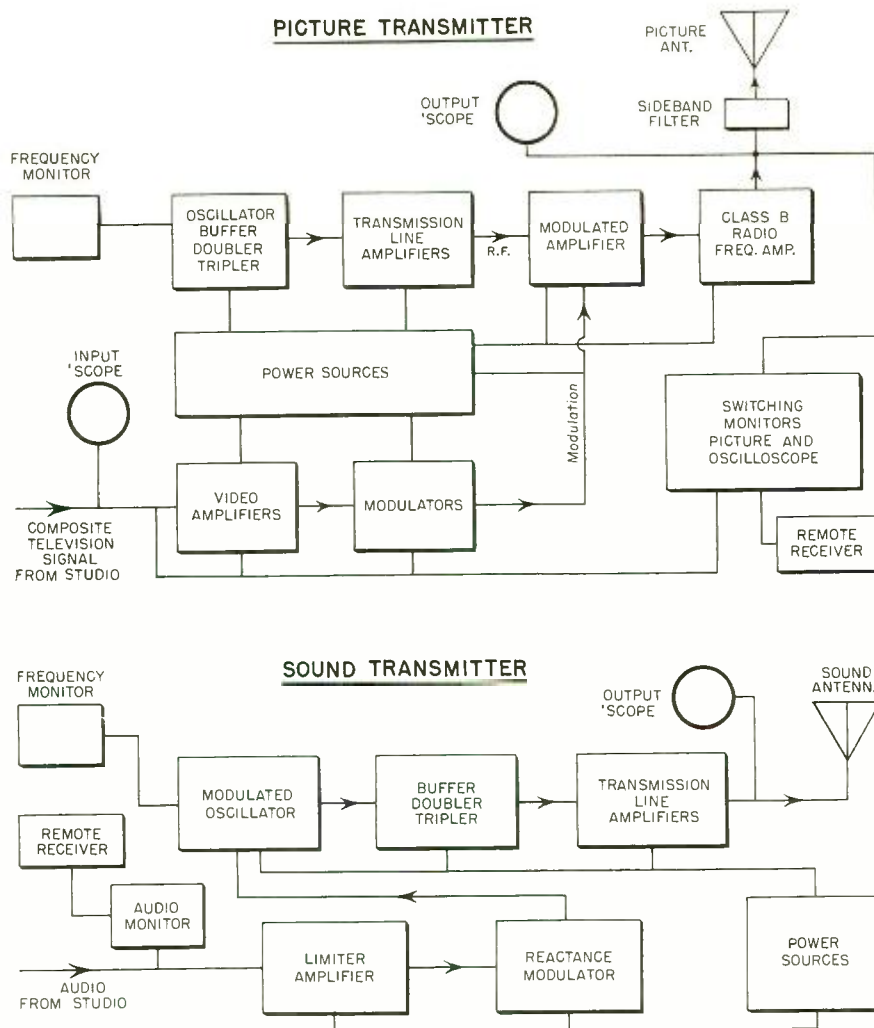 PICTURE TRANSMITTER
PICTURE
ANT.
OUTPUT
'SCOPE
SIDEBAND
FILTER
FREQUENCY
MONITOR
OSCILLATOR
BUFFER
DOUBLER
TRIPLER
TRANSMISSION
LINE
AMPLIFIERS
R.F.
MODULATED
AMPLIFIER
CLASS B
RADIO
FREQ. AMP.
INPUT
'SCOPE
POWER SOURCES
Modulation
SWITCHING
MONITORS
PICTURE AND
OSCILLOSCOPE
VIDEO
AMPLIFIERS
MODULATORS
COMPOSITE
TELEVISION
SIGNAL
FROM STUDIO
REMOTE
RECEIVER
SOUND TRANSMITTER
FREQUENCY
MONITOR
OUTPUT
'SCOPE
SOUND
ANTENNA
MODULATED
OSCILLATOR
BUFFER
DOUBLER
TRIPLER
TRANSMISSION
LINE
AMPLIFIERS
REMOTE
RECEIVER
AUDIO
MONITOR
LIMITER
AMPLIFIER
REACTANCE
MODULATOR
POWER
SOURCES
AUDIO
FROM STUDIO